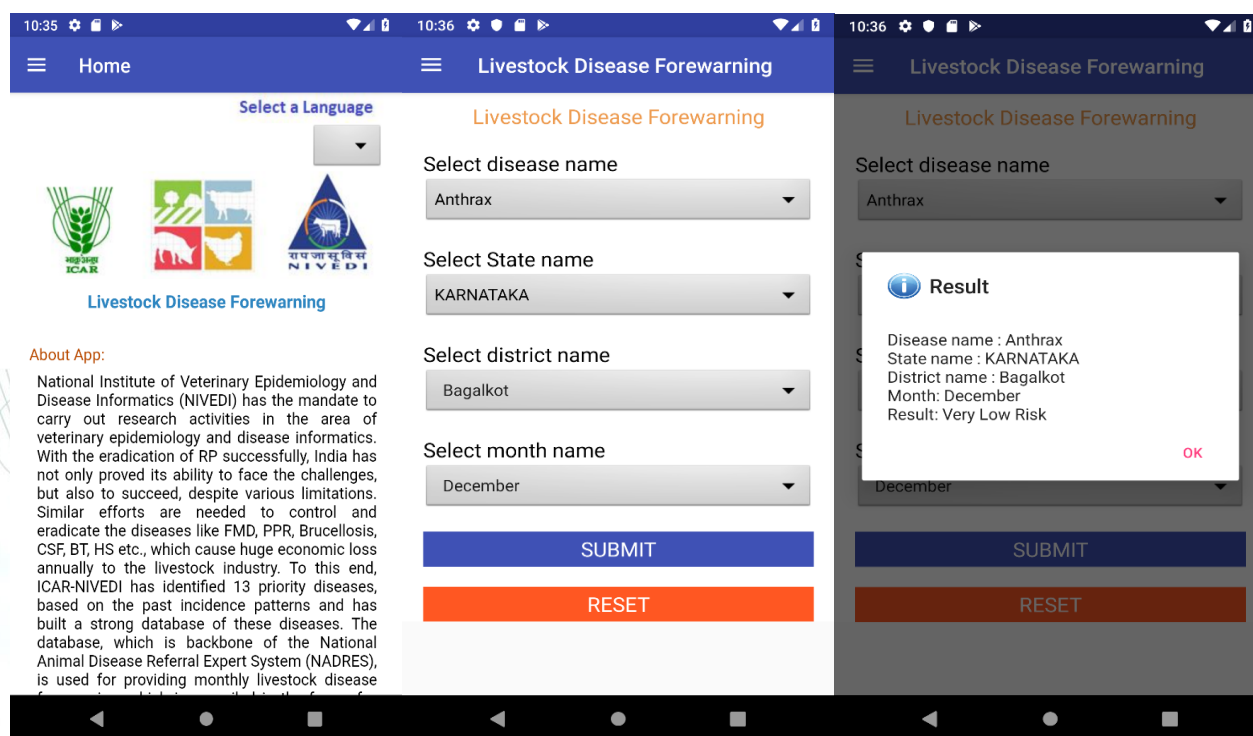 10:35
Home
Select a Language
भाकृअनुप
ICAR
रा प जा सू वि सं
NIVEDI
Livestock Disease Forewarning
About App:
National Institute of Veterinary Epidemiology and
Disease Informatics (NIVEDI) has the mandate to
carry out research activities in the area of
veterinary epidemiology and disease informatics.
With the eradication of RP successfully, India has
not only proved its ability to face the challenges,
but also to succeed, despite various limitations.
Similar efforts are needed to control and
eradicate the diseases like FMD, PPR, Brucellosis,
CSF, BT, HS etc., which cause huge economic loss
annually to the livestock industry. To this end,
ICAR-NIVEDI has identified 13 priority diseases,
based on the past incidence patterns and has
built a strong database of these diseases. The
database, which is backbone of the National
Animal Disease Referral Expert System (NADRES),
is used for providing monthly livestock disease
10:36
Livestock Disease Forewarning
Livestock Disease Forewarning
Select disease name
Anthrax
Select State name
KARNATAKA
Select district name
Bagalkot
Select month name
December
SUBMIT
RESET
10:36
Livestock Disease Forewarning
Livestock Disease Forewarning
Select disease name
Anthrax
Result
Disease name : Anthrax
State name : KARNATAKA
District name : Bagalkot
Month: December
Result: Very Low Risk
OK
December
SUBMIT
RESET